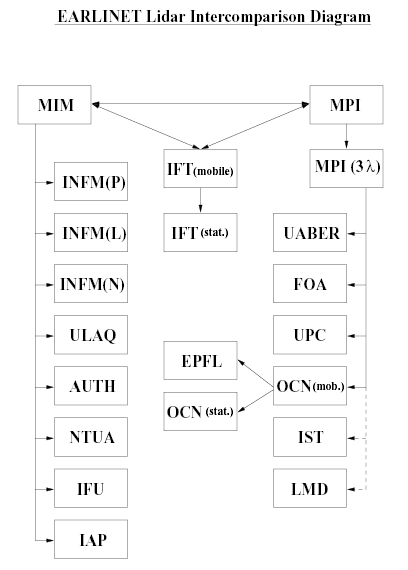 EARLINET Lidar Intercomparison Diagram
MIM
MPI
IFT(mobile)
MPI (3λ)
INFM(P)
INFM(L)
IFT(stat.)
UABER
INFM(N)
FOA
ULAQ
UPC
EPFL
AUTH
OCN(mob.)
OCN(stat.)
NTUA
IST
IFU
LMD
IAP